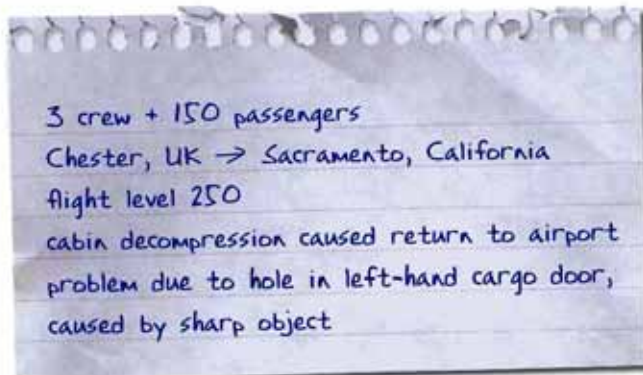 3 crew + 150 passengers
Chester, UK → Sacramento, California
flight level 250
cabin decompression caused return to airport
problem due to hole in left-hand cargo door,
caused by sharp object